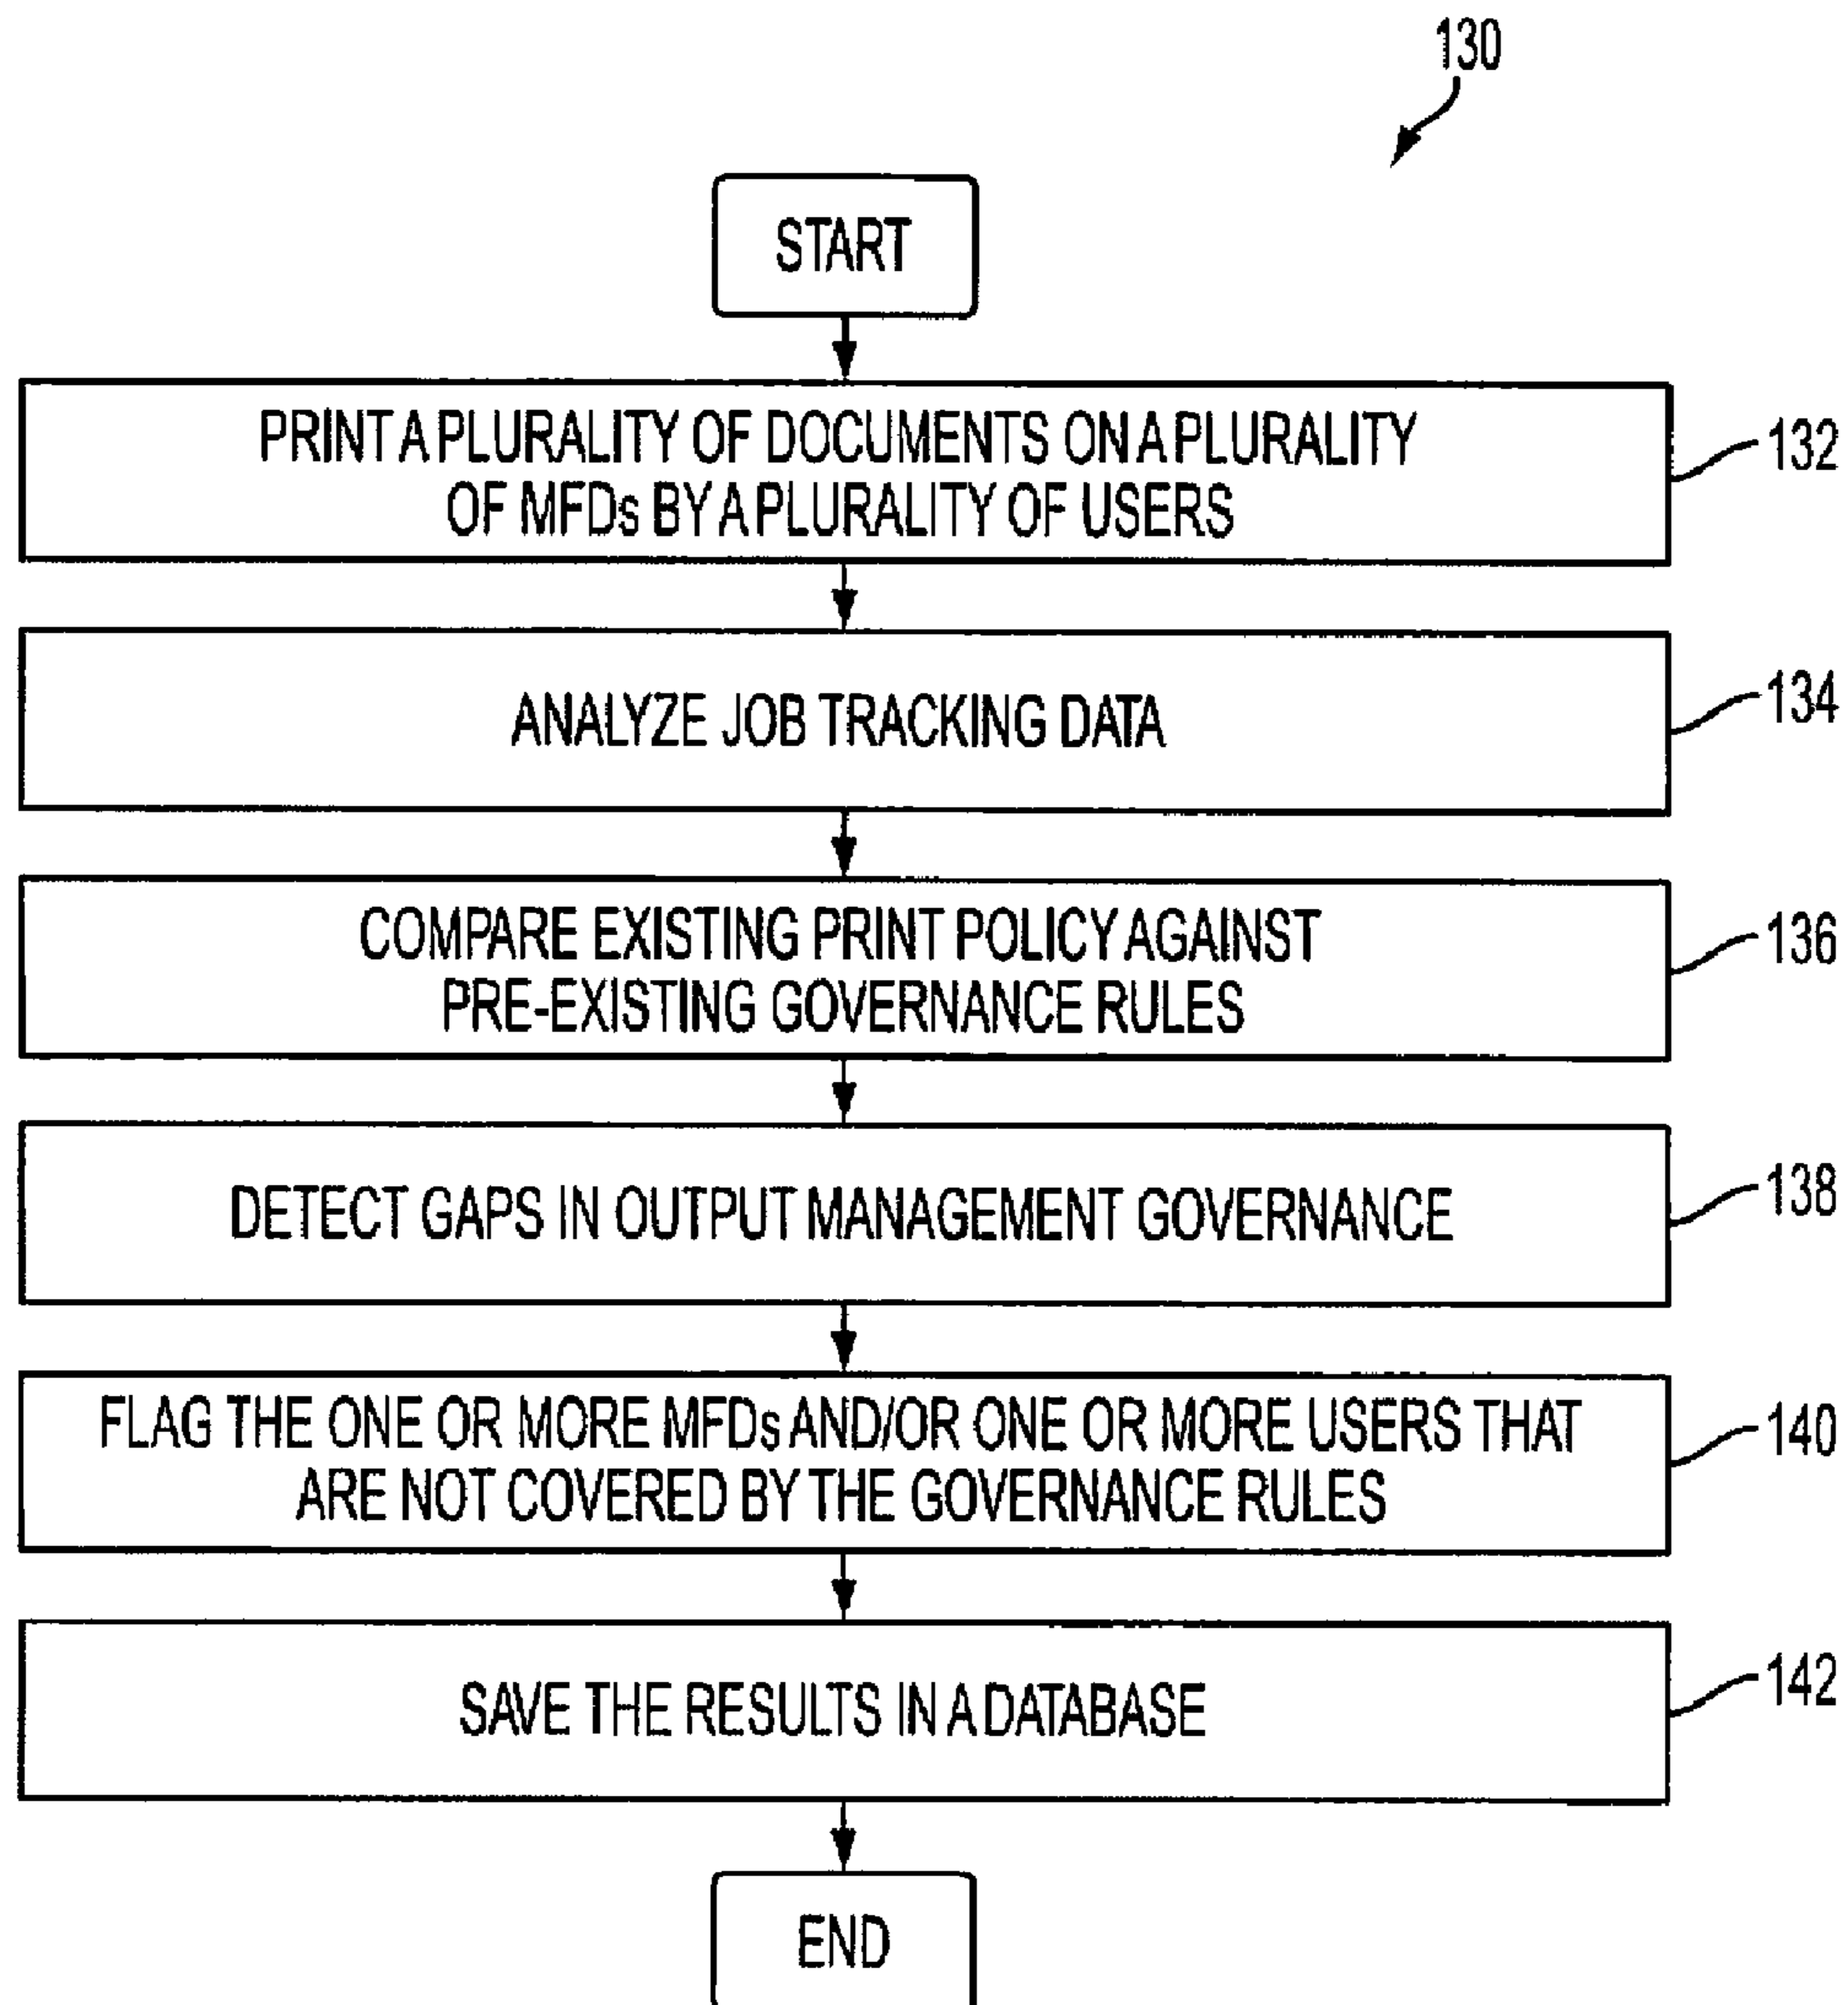 130
START
PRINT A PLURALITY OF DOCUMENTS ON A PLURALITY
OF MFDs BY A PLURALITY OF USERS
132
ANALYZE JOB TRACKING DATA
134
COMPARE EXISTING PRINT POLICY AGAINST
PRE-EXISTING GOVERNANCE RULES
136
DETECT GAPS IN OUTPUT MANAGEMENT GOVERNANCE
138
FLAG THE ONE OR MORE MFDs AND/OR ONE OR MORE USERS THAT
ARE NOT COVERED BY THE GOVERNANCE RULES
140
SAVE THE RESULTS IN A DATABASE
142
END